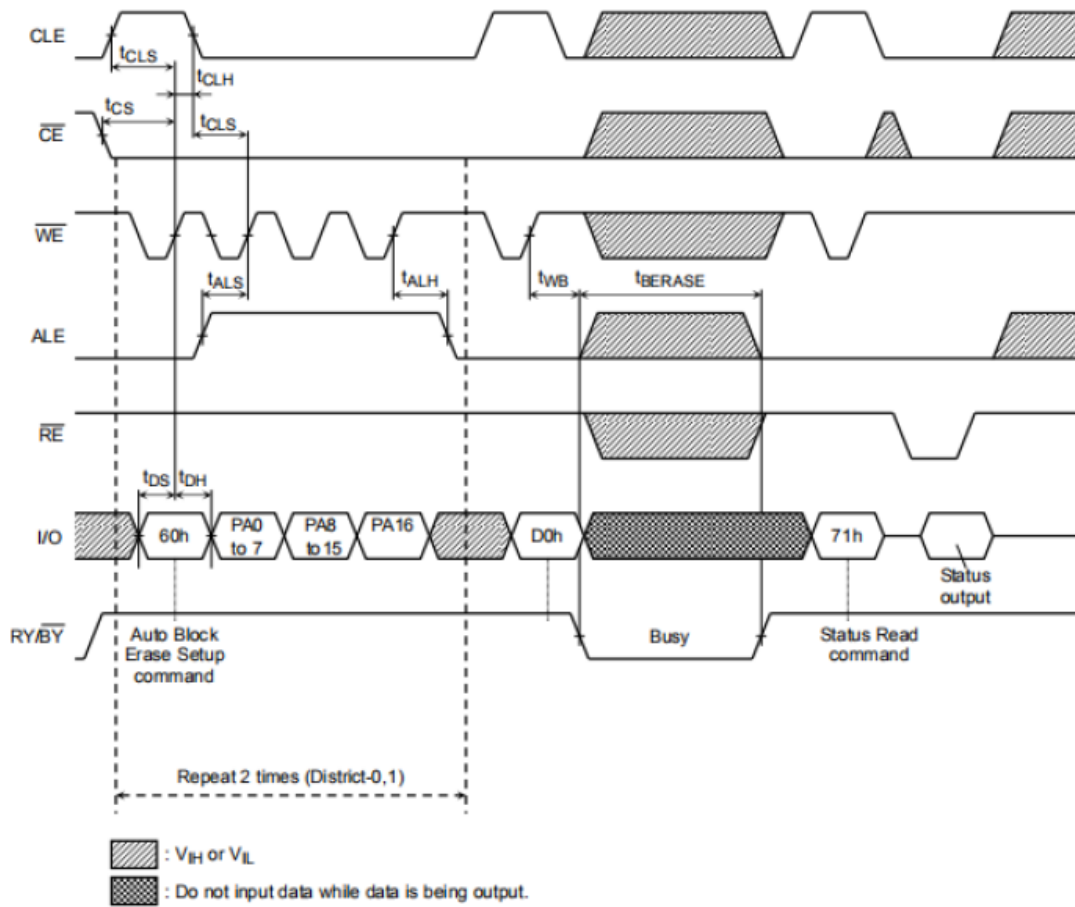 CLE
tCLS
tCLH
tCS
tCLS
CE
WE
tALS
tALH
tWB
tBERASE
ALE
RE
tDS
tDH
I/O
60h
PA0
to 7
PA8
to 15
PA16
D0h
71h
Status
output
RY/BY
Auto Block
Erase Setup
command
Busy
Status Read
command
Repeat 2 times (District-0,1)
: VIH or VIL
: Do not input data while data is being output.